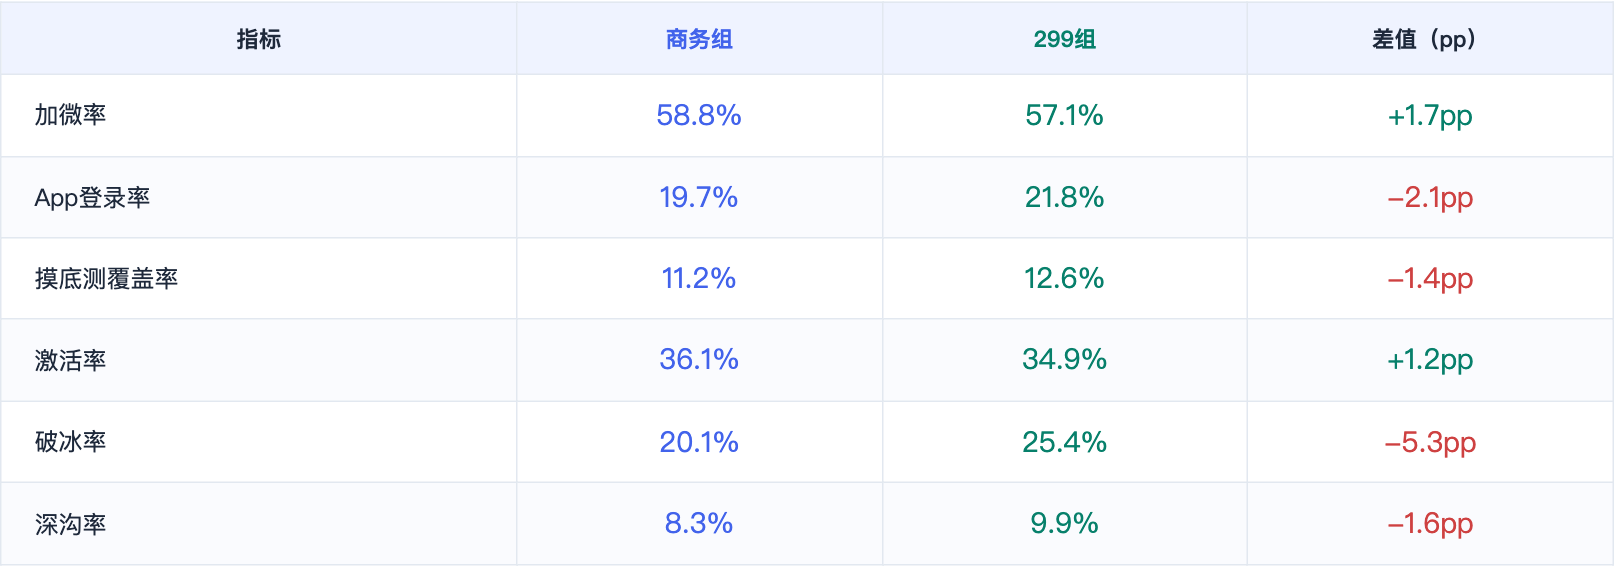 指标 商务组 299组 差值（pp）
加微率 58.8% 57.1% +1.7pp
App登录率 19.7% 21.8% −2.1pp
摸底测覆盖率 11.2% 12.6% −1.4pp
激活率 36.1% 34.9% +1.2pp
破冰率 20.1% 25.4% −5.3pp
深沟率 8.3% 9.9% −1.6pp